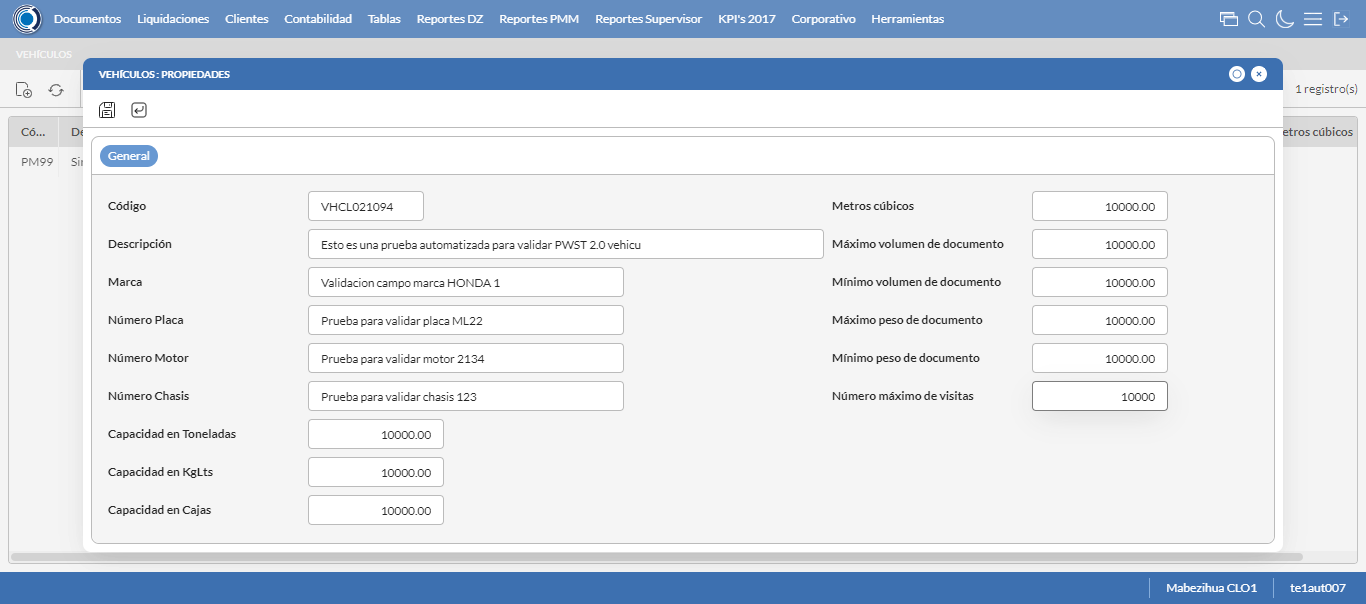 Documentos Liquidaciones Clientes Contabilidad Tablas Reportes DZ Reportes PMM Reportes Supervisor KPI's 2017 Corporativo Herramientas
VEHÍCULOS
VEHÍCULOS : PROPIEDADES
1 registro(s)
Có... etros cúbicos
PM99
General
Código VHCL021094
Descripción Esto es una prueba automatizada para validar PWST 2.0 vehicu
Marca Validacion campo marca HONDA 1
Número Placa Prueba para validar placa ML22
Número Motor Prueba para validar motor 2134
Número Chasis Prueba para validar chasis 123
Capacidad en Toneladas 10000.00
Capacidad en KgLts 10000.00
Capacidad en Cajas 10000.00
Metros cúbicos 10000.00
Máximo volumen de documento 10000.00
Mínimo volumen de documento 10000.00
Máximo peso de documento 10000.00
Mínimo peso de documento 10000.00
Número máximo de visitas 10000
Mabezihua CLO1 te1aut007